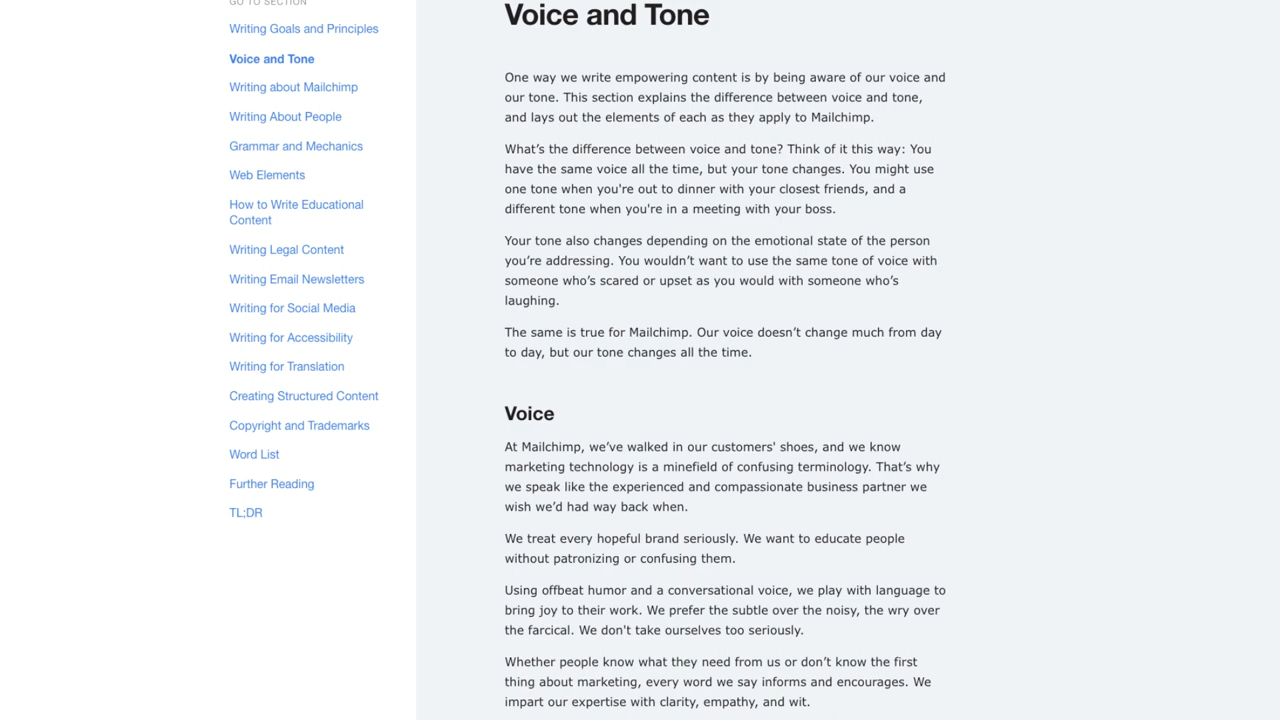 GO TO SECTION
Writing Goals and Principles
Voice and Tone
Writing about Mailchimp
Writing About People
Grammar and Mechanics
Web Elements
How to Write Educational
Content
Writing Legal Content
Writing Email Newsletters
Writing for Social Media
Writing for Accessibility
Writing for Translation
Creating Structured Content
Copyright and Trademarks
Word List
Further Reading
TL;DR
Voice and Tone
One way we write empowering content is by being aware of our voice and
our tone. This section explains the difference between voice and tone,
and lays out the elements of each as they apply to Mailchimp.
What’s the difference between voice and tone? Think of it this way: You
have the same voice all the time, but your tone changes. You might use
one tone when you're out to dinner with your closest friends, and a
different tone when you're in a meeting with your boss.
Your tone also changes depending on the emotional state of the person
you’re addressing. You wouldn’t want to use the same tone of voice with
someone who’s scared or upset as you would with someone who’s
laughing.
The same is true for Mailchimp. Our voice doesn’t change much from day
to day, but our tone changes all the time.
Voice
At Mailchimp, we’ve walked in our customers' shoes, and we know
marketing technology is a minefield of confusing terminology. That’s why
we speak like the experienced and compassionate business partner we
wish we’d had way back when.
We treat every hopeful brand seriously. We want to educate people
without patronizing or confusing them.
Using offbeat humor and a conversational voice, we play with language to
bring joy to their work. We prefer the subtle over the noisy, the wry over
the farcical. We don't take ourselves too seriously.
Whether people know what they need from us or don’t know the first
thing about marketing, every word we say informs and encourages. We
impart our expertise with clarity, empathy, and wit.